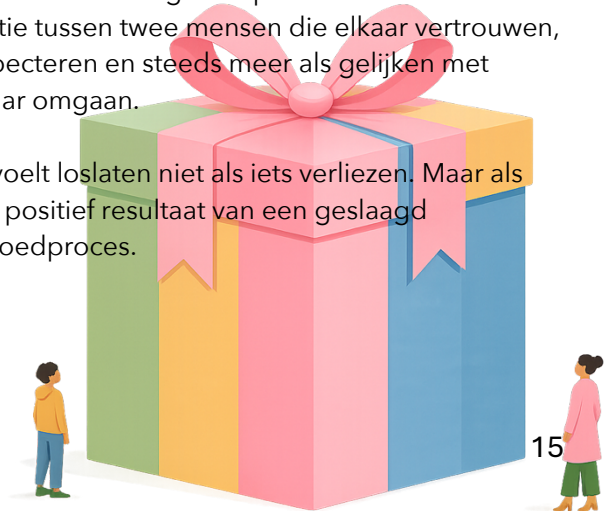 tie tussen twee mensen die elkaar vertrouwen,
pecteren en steeds meer als gelijken met
ar omgaan.
voelt loslaten niet als iets verliezen. Maar als
positief resultaat van een geslaagd
oedproces.
15